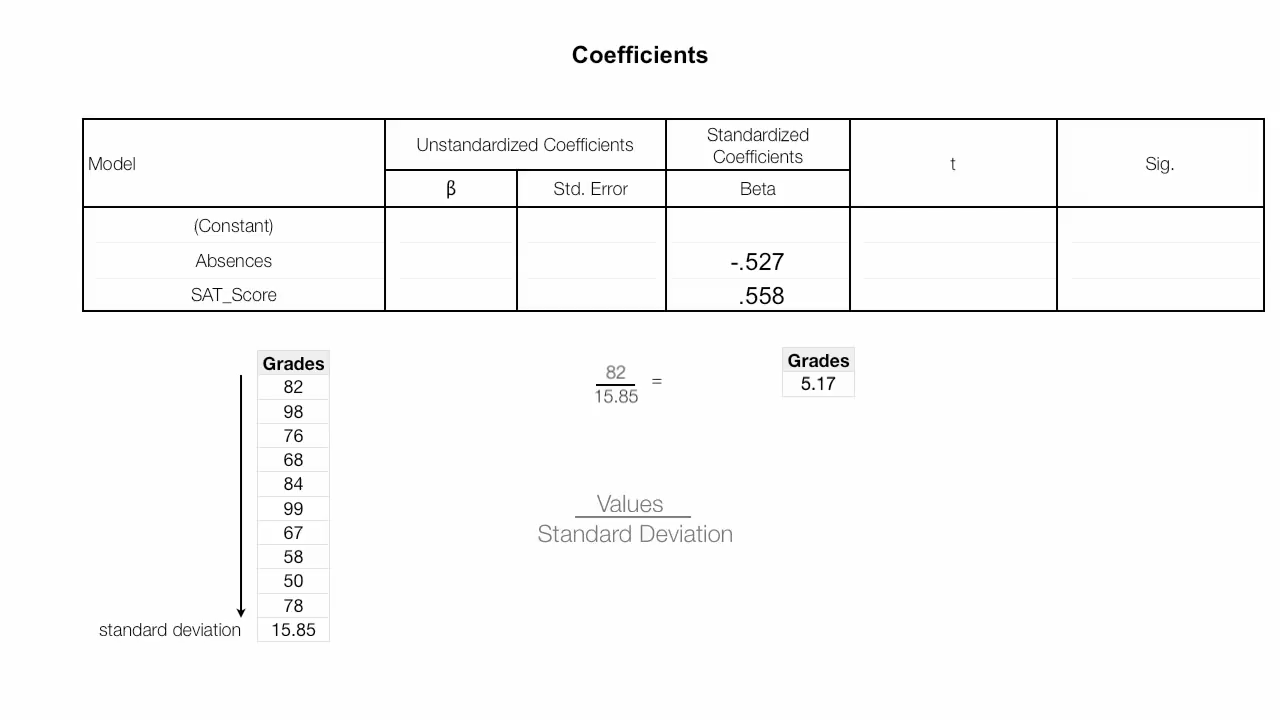 Coefficients
Model
Unstandardized Coefficients
Standardized
Coefficients
t
Sig.
β
Std. Error
Beta
(Constant)
Absences
-.527
SAT_Score
.558
Grades
82
98
76
68
84
99
67
58
50
78
standard deviation 15.85
82
15.85
=
Grades
5.17
Values
Standard Deviation